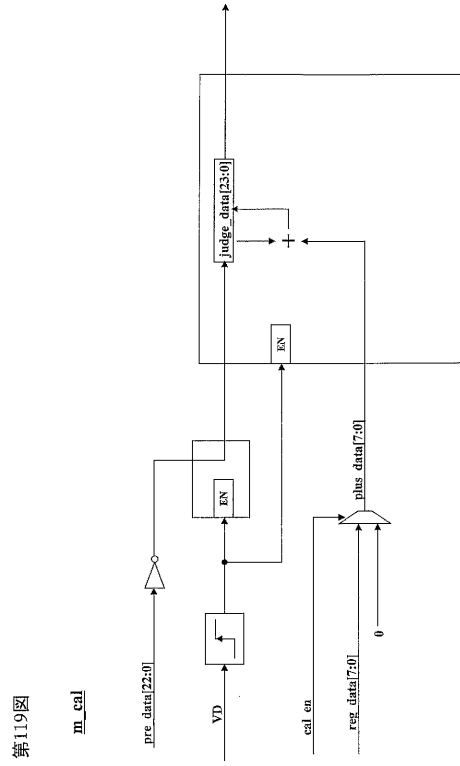 第119図
m_cal
pre_data[22:0]
VD
cal_en
reg_data[7:0]
0
EN
plus_data[7:0]
EN
judge_data[23:0]
+